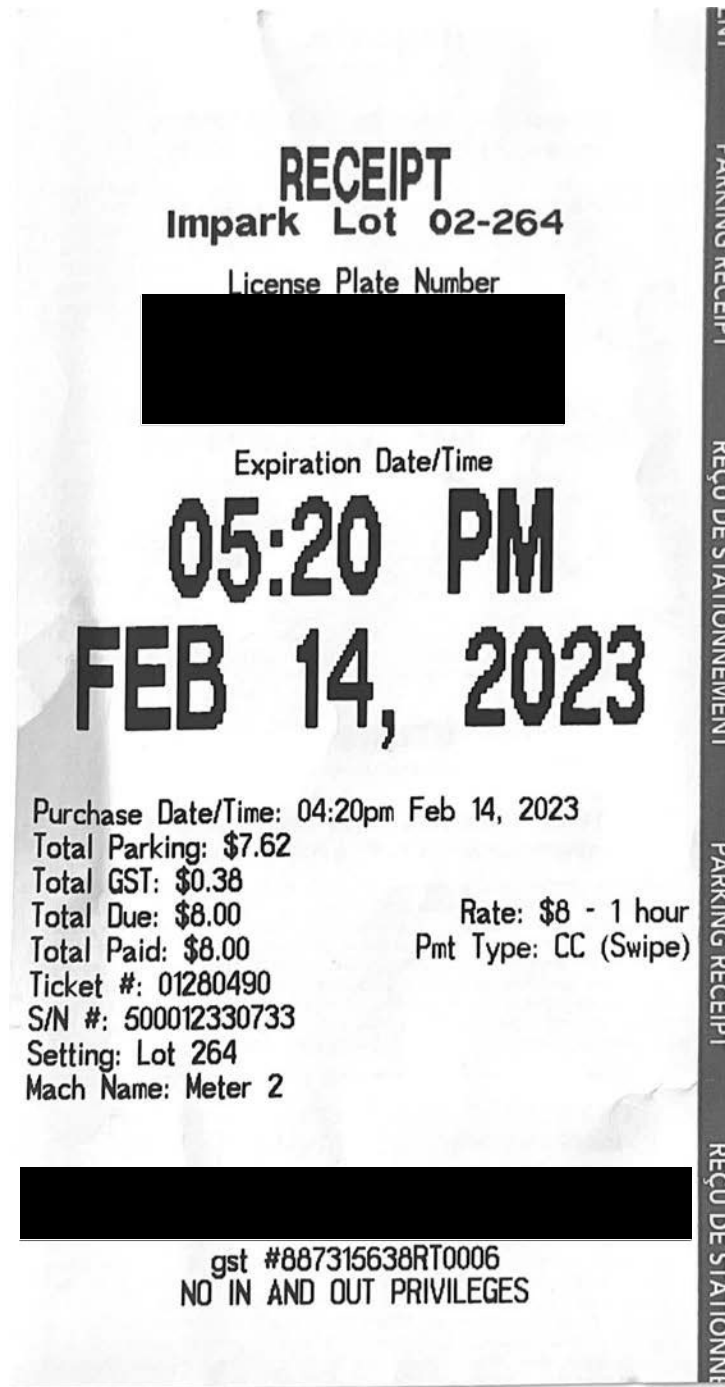 RECEIPT
Impark Lot 02-264
License Plate Number
Expiration Date/Time
05:20 PM
FEB 14, 2023
Purchase Date/Time: 04:20pm Feb 14, 2023
Total Parking: $7.62
Total GST: $0.38
Total Due: $8.00
Rate: $8 - 1 hour
Total Paid: $8.00
Pmt Type: CC (Swipe)
Ticket #: 01280490
S/N #: 500012330733
Setting: Lot 264
Mach Name: Meter 2
gst #887315638RT0006
NO IN AND OUT PRIVILEGES
PARKING RECEIPT
REÇU DE STATIONNEMENT
PARKING RECEIPT